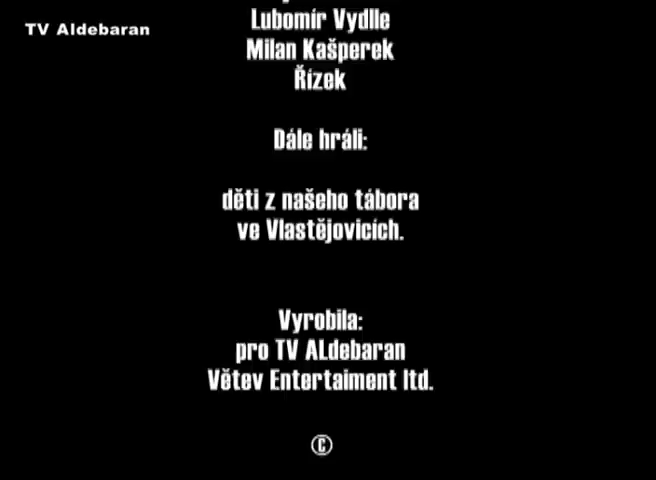 TV Aldebaran
Lubomír Vydlle
Milan Kašperek
Řízek
Dále hráli:
děti z našeho tábora
ve Vlastějovicích.
Vyrobila:
pro TV ALdebaran
Větev Entertaiment ltd.
©